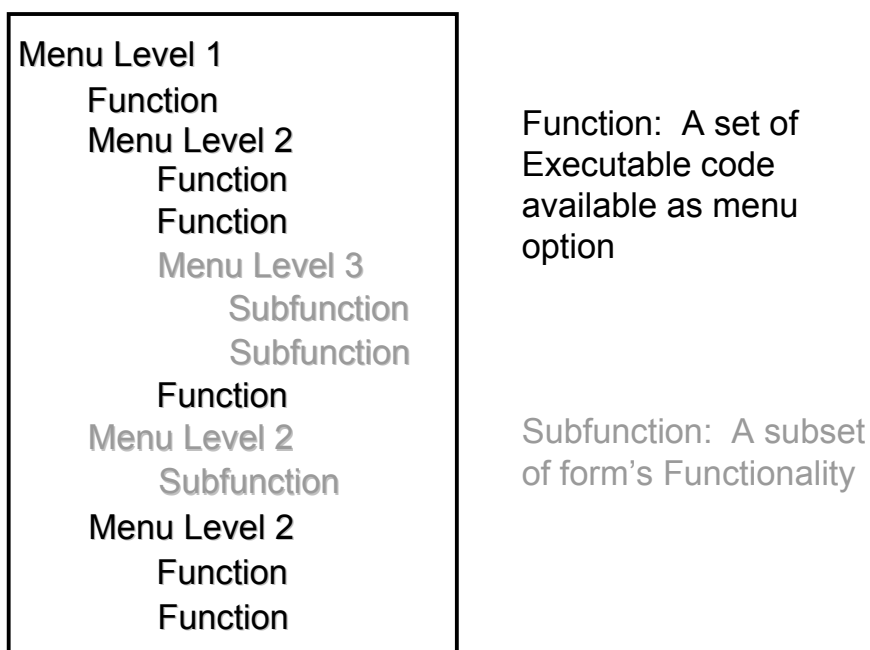 Menu Level 1
Function
Menu Level 2
Function
Function
Menu Level 3
Subfunction
Subfunction
Function
Menu Level 2
Subfunction
Menu Level 2
Function
Function
Function: A set of
Executable code
available as menu
option
Subfunction: A subset
of form’s Functionality